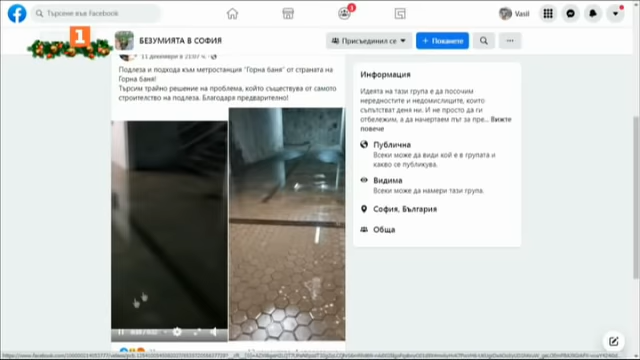 Търсене във Facebook
1
Vasil
БЕЗУМИЯТА В СОФИЯ
Присъединил се
+ Поканете
11 декември в 21:07
Подлеза и подхода към метростанция "Горна баня" от страната на
Горна баня!
Търсим трайно решение на проблема, който съществува от самото
строителство на подлеза. Благодаря предварително!
Информация
Идеята на тази група е да посочим
нередностите и недомислиците, които
съпътстват деня ни. И не просто да ги
отбележим, а да начертаем път за пре... Вижте
повече
Публична
Всеки може да види кой е в групата и
какво се публикува.
Видима
Всеки може да намери тази група.
София, България
Обща